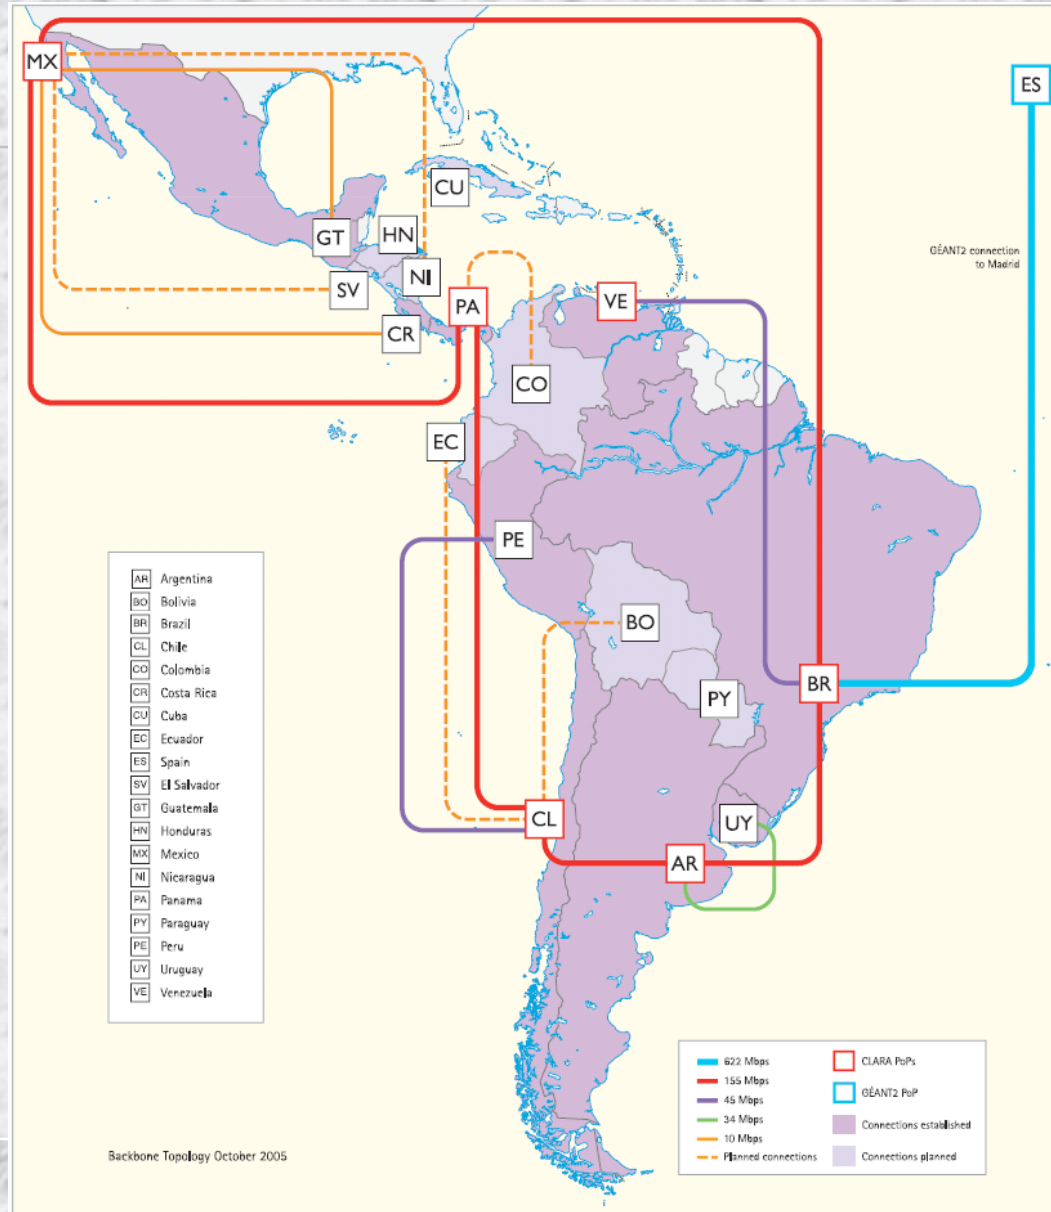 MX
ES
CU
GT
HN
GÉANT2 connection
to Madrid
NI
SV
PA
VE
CR
CO
EC
PE
BO
BR
PY
CL
UY
AR
AR Argentina
BO Bolivia
BR Brazil
CL Chile
CO Colombia
CR Costa Rica
CU Cuba
EC Ecuador
ES Spain
SV El Salvador
GT Guatemala
HN Honduras
MX Mexico
NI Nicaragua
PA Panama
PY Paraguay
PE Peru
UY Uruguay
VE Venezuela
622 Mbps
155 Mbps
45 Mbps
34 Mbps
10 Mbps
Planned connections
CLARA PoPs
GÉANT2 PoP
Connections established
Connections planned
Backbone Topology October 2005